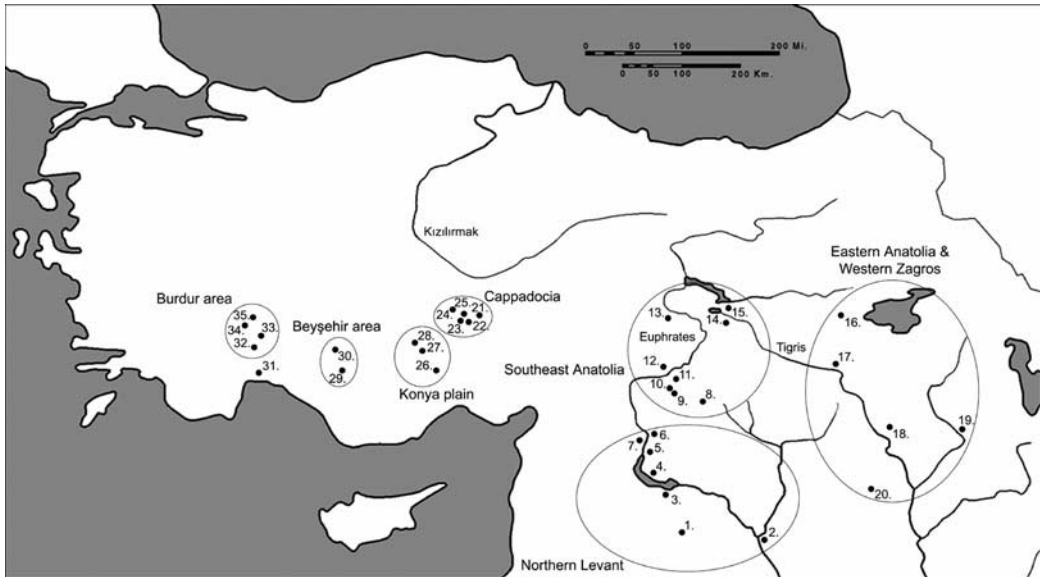 0 50 100 200 Mi.
0 50 100 200 Km.
Kızılırmak
Eastern Anatolia &
Western Zagros
Burdur area
35.
34.
33.
32.
31.
Beyşehir area
30.
29.
Cappadocia
25.
24.
21.
23.
22.
28.
27.
26.
Konya plain
Southeast Anatolia
13.
15.
14.
Euphrates
Tigris
12.
11.
10.
9.
8.
16.
17.
18.
19.
20.
7.
6.
5.
4.
3.
1.
2.
Northern Levant